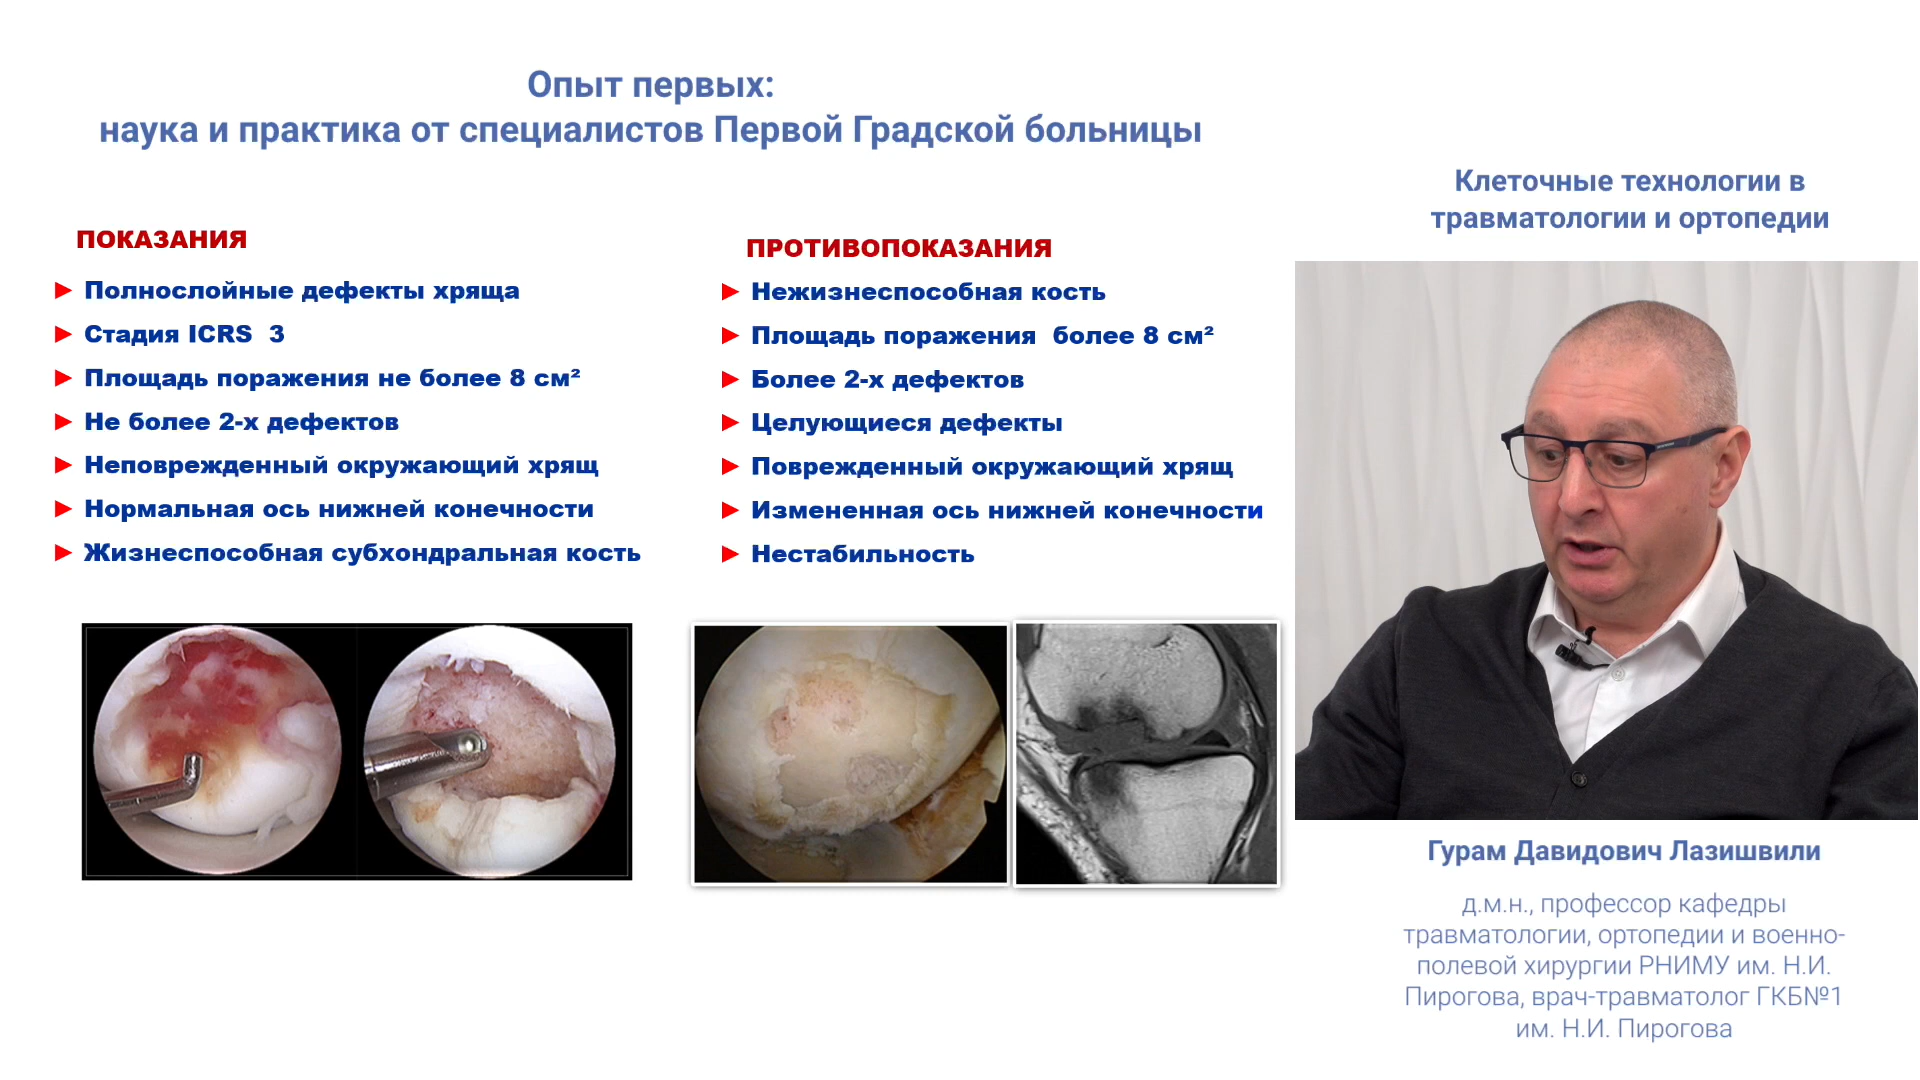 Опыт первых:
наука и практика от специалистов Первой Градской больницы
Клеточные технологии в
травматологии и ортопедии
ПОКАЗАНИЯ
Полнослойные дефекты хряща
Стадия ICRS 3
Площадь поражения не более 8 см²
Не более 2-х дефектов
Неповрежденный окружающий хрящ
Нормальная ось нижней конечности
Жизнеспособная субхондральная кость
ПРОТИВОПОКАЗАНИЯ
Нежизнеспособная кость
Площадь поражения более 8 см²
Более 2-х дефектов
Целующиеся дефекты
Поврежденный окружающий хрящ
Измененная ось нижней конечности
Нестабильность
Гурам Давидович Лазишвили
д.м.н., профессор кафедры
травматологии, ортопедии и военно-
полевой хирургии РНИМУ им. Н.И.
Пирогова, врач-травматолог ГКБ№1
им. Н.И. Пирогова